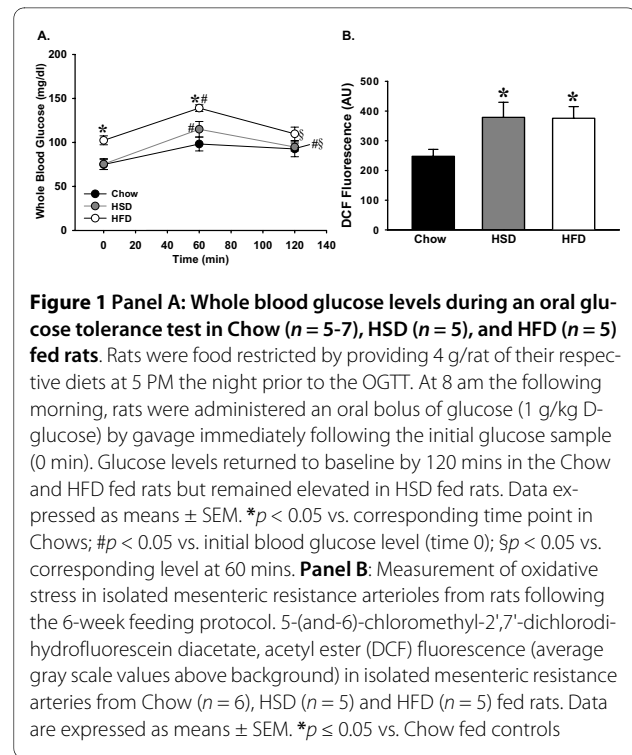 A.
B.
200
150
100
50
0
Whole Blood Glucose (mg/dl)
*
*#
#
§
#§
Chow
HSD
HFD
0 20 40 60 80 100 120 140
Time (min)
500
400
300
200
100
0
DCF Fluorescence (AU)
* *
Chow HSD HFD
Figure 1 Panel A: Whole blood glucose levels during an oral glu-
cose tolerance test in Chow (n = 5-7), HSD (n = 5), and HFD (n = 5)
fed rats. Rats were food restricted by providing 4 g/rat of their respec-
tive diets at 5 PM the night prior to the OGTT. At 8 am the following
morning, rats were administered an oral bolus of glucose (1 g/kg D-
glucose) by gavage immediately following the initial glucose sample
(0 min). Glucose levels returned to baseline by 120 mins in the Chow
and HFD fed rats but remained elevated in HSD fed rats. Data ex-
pressed as means ± SEM. *p < 0.05 vs. corresponding time point in
Chows; #p < 0.05 vs. initial blood glucose level (time 0); §p < 0.05 vs.
corresponding level at 60 mins. Panel B: Measurement of oxidative
stress in isolated mesenteric resistance arterioles from rats following
the 6-week feeding protocol. 5-(and-6)-chloromethyl-2',7'-dichlorodi-
hydrofluorescein diacetate, acetyl ester (DCF) fluorescence (average
gray scale values above background) in isolated mesenteric resistance
arteries from Chow (n = 6), HSD (n = 5) and HFD (n = 5) fed rats. Data
are expressed as means ± SEM. *p ≤ 0.05 vs. Chow fed controls